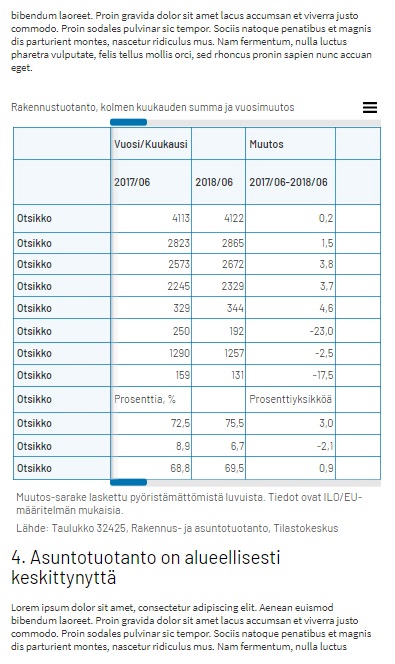 bibendum laoreet. Proin gravida dolor sit amet lacus accumsan et viverra justo
commodo. Proin sodales pulvinar sic tempor. Sociis natoque penatibus et magnis
dis parturient montes, nascetur ridiculus mus. Nam fermentum, nulla luctus
pharetra vulputate, felis tellus mollis orci, sed rhoncus pronin sapien nunc accuan
eget.
Rakennustuotanto, kolmen kuukauden summa ja vuosimuutos
Vuosi/Kuukausi Muutos
2017/06 2018/06 2017/06-2018/06
Otsikko 4113 4122 0,2
Otsikko 2823 2865 1,5
Otsikko 2573 2672 3,8
Otsikko 2245 2329 3,7
Otsikko 329 344 4,6
Otsikko 250 192 -23,0
Otsikko 1290 1257 -2,5
Otsikko 159 131 -17,5
Otsikko Prosenttia, % Prosenttiyksikköä
Otsikko 72,5 75,5 3,0
Otsikko 8,9 6,7 -2,1
Otsikko 68,8 69,5 0,9
Muutos-sarake laskettu pyöristämättömistä luvuista. Tiedot ovat ILO/EU-
määritelmän mukaisia.
Lähde: Taulukko 32425, Rakennus- ja asuntotuotanto, Tilastokeskus
4. Asuntotuotanto on alueellisesti
keskittynyttä
Lorem ipsum dolor sit amet, consectetur adipiscing elit. Aenean euismod
bibendum laoreet. Proin gravida dolor sit amet lacus accumsan et viverra justo
commodo. Proin sodales pulvinar sic tempor. Sociis natoque penatibus et magnis
dis parturient montes, nascetur ridiculus mus. Nam fermentum, nulla luctus